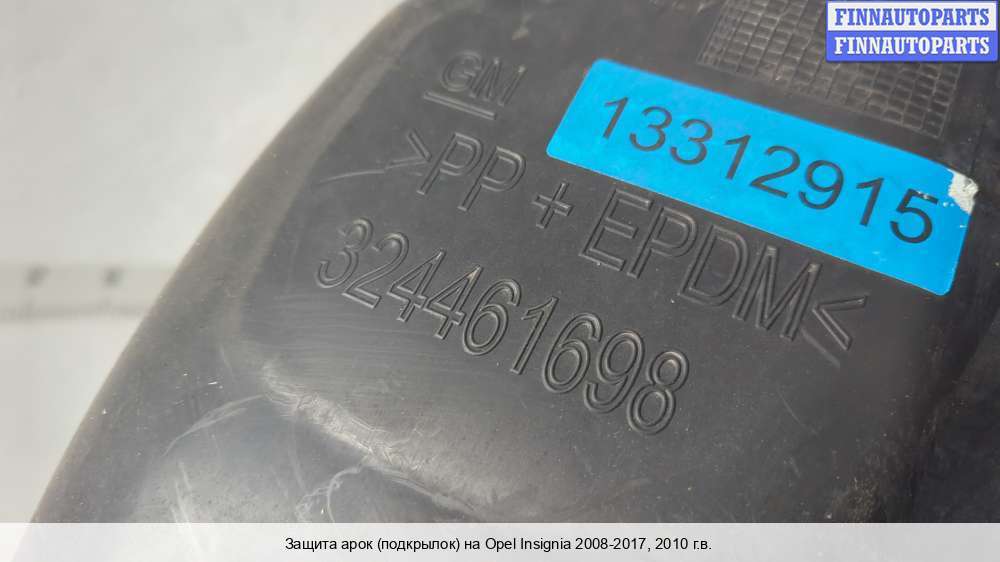 FINNAUTOPARTS
FINNAUTOPARTS
GM
13312915
>PP + EPDM<
324461698
Защита арок (подкрылок) на Opel Insignia 2008-2017, 2010 г.в.